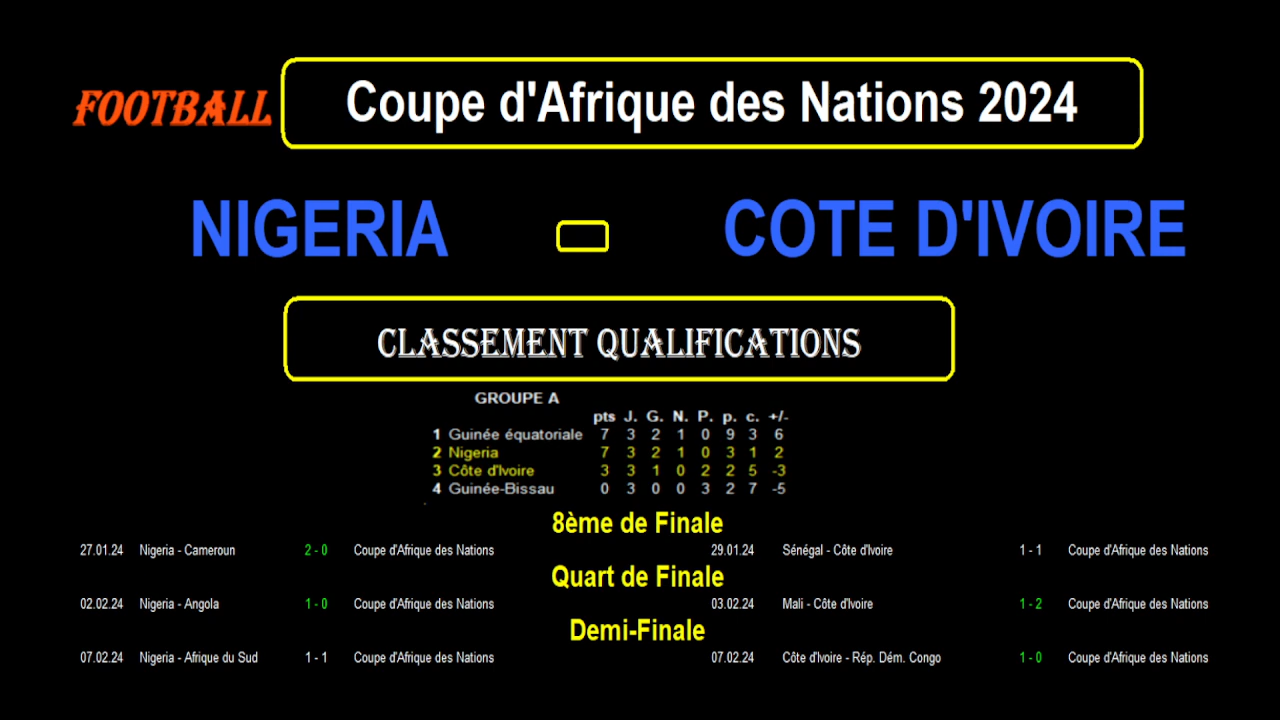 FOOTBALL Coupe d'Afrique des Nations 2024
NIGERIA COTE D'IVOIRE
CLASSEMENT QUALIFICATIONS
GROUPE A
pts J. G. N. P. p. c. +/-
1 Guinée équatoriale 7 3 2 1 0 9 3 6
2 Nigeria 7 3 2 1 0 3 1 2
3 Côte d'Ivoire 3 3 1 0 2 2 5 -3
4 Guinée-Bissau 0 3 0 0 3 2 7 -5
8ème de Finale
27.01.24 Nigeria - Cameroun 2 - 0 Coupe d'Afrique des Nations 29.01.24 Sénégal - Côte d'Ivoire 1 - 1 Coupe d'Afrique des Nations
Quart de Finale
02.02.24 Nigeria - Angola 1 - 0 Coupe d'Afrique des Nations 03.02.24 Mali - Côte d'Ivoire 1 - 2 Coupe d'Afrique des Nations
Demi-Finale
07.02.24 Nigeria - Afrique du Sud 1 - 1 Coupe d'Afrique des Nations 07.02.24 Côte d'Ivoire - Rép. Dém. Congo 1 - 0 Coupe d'Afrique des Nations